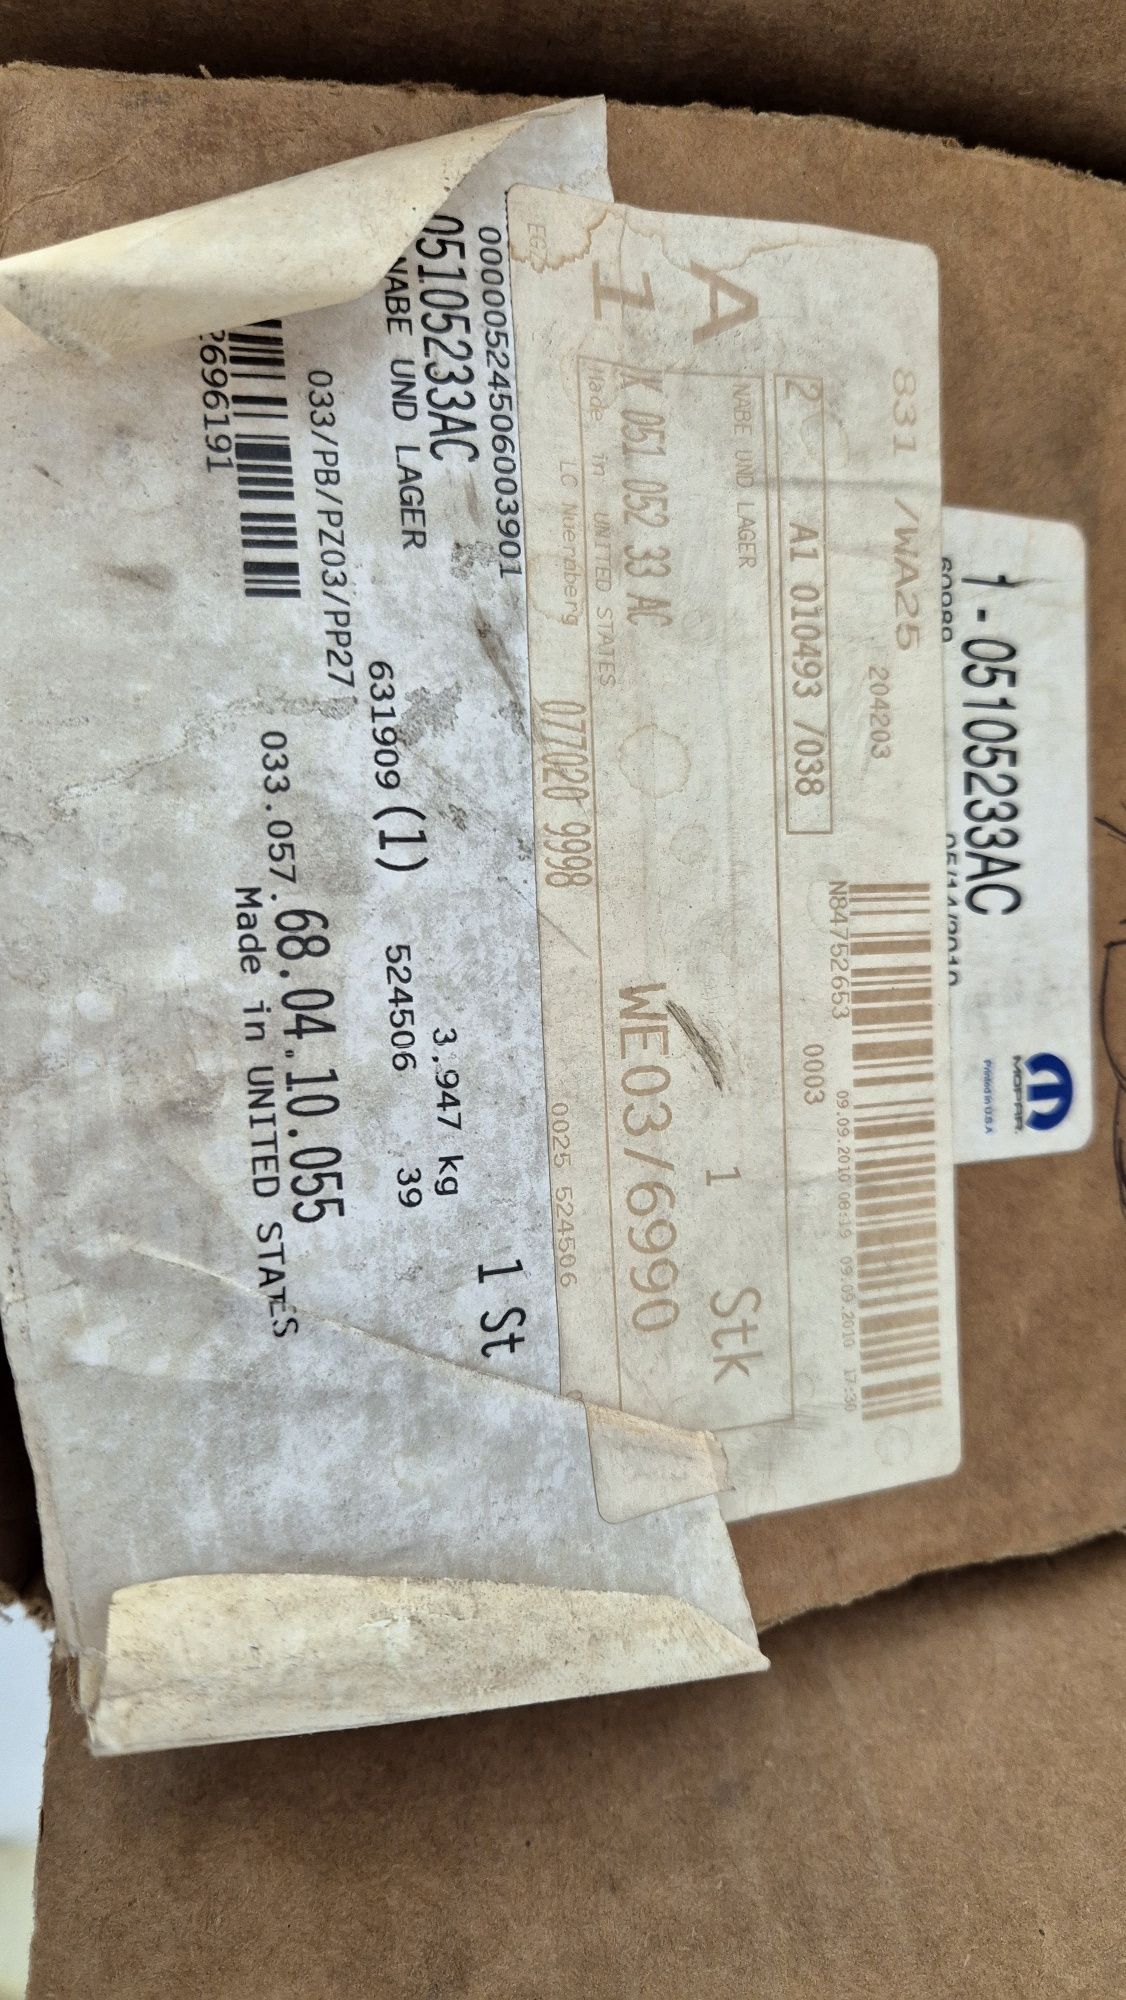 1-05105233AC
MOPAR.
Printed in U.S.A
831 /WA25
204203
N84752653
0003
09.09.2010 06:19 09.09.2010 17:36
2 A1 010493 /038
A
NABE UND LAGER
1 Stk
1 K 051 052 33 AC
WE03/6990
Made in UNITED STATES
LC Nuernberg 077020 9998
0025 524506
00000524506003901
05105233AC
1 St
NABE UND LAGER
3,947 kg
631909 (1) 524506 39
033/PB/PZ03/PP27
033.057.68.04.10.055
696191
Made in UNITED STATES